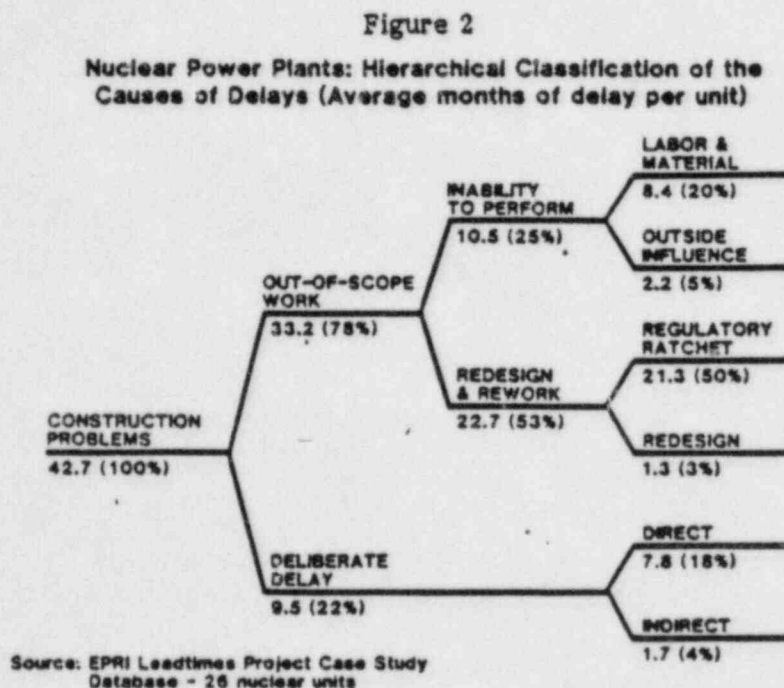 Figure 2
Nuclear Power Plants: Hierarchical Classification of the
Causes of Delays (Average months of delay per unit)
CONSTRUCTION
PROBLEMS
42.7 (100%)
OUT-OF-SCOPE
WORK
33.2 (78%)
DELIBERATE
DELAY
9.5 (22%)
INABILITY
TO PERFORM
10.5 (25%)
REDESIGN
& REWORK
22.7 (53%)
LABOR &
MATERIAL
8.4 (20%)
OUTSIDE
INFLUENCE
2.2 (5%)
REGULATORY
RATCHET
21.3 (50%)
REDESIGN
1.3 (3%)
DIRECT
7.8 (18%)
INDIRECT
1.7 (4%)
Source: EPRI Leadtimes Project Case Study
Database - 26 nuclear units